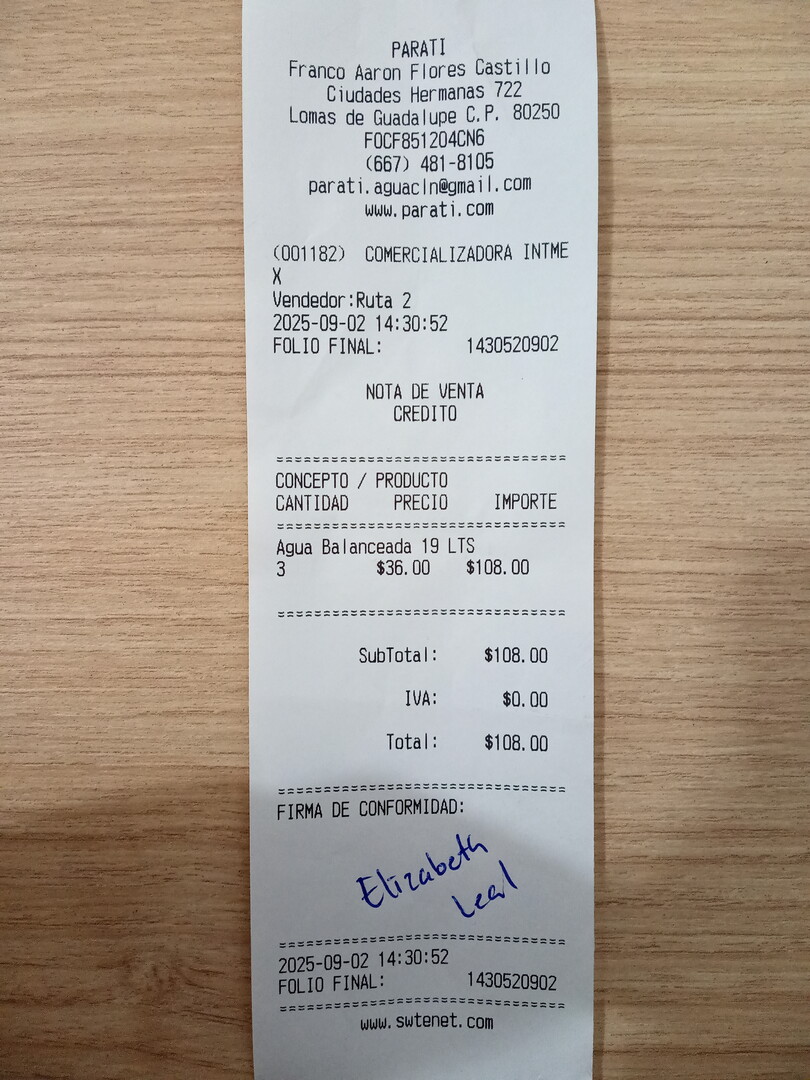 PARATI
Franco Aaron Flores Castillo
Ciudades Hermanas 722
Lomas de Guadalupe C.P. 80250
FOCF851204CN6
(667) 481-8105
parati.aguacln@gmail.com
www.parati.com
(001182) COMERCIALIZADORA INTME
X
Vendedor:Ruta 2
2025-09-02 14:30:52
FOLIO FINAL: 1430520902
NOTA DE VENTA
CREDITO
================================
CONCEPTO / PRODUCTO
CANTIDAD PRECIO IMPORTE
================================
Agua Balanceada 19 LTS
3 $36.00 $108.00
================================
SubTotal: $108.00
IVA: $0.00
Total: $108.00
================================
FIRMA DE CONFORMIDAD:
Elizabeth
Leal
================================
2025-09-02 14:30:52
FOLIO FINAL: 1430520902
================================
www.swtenet.com